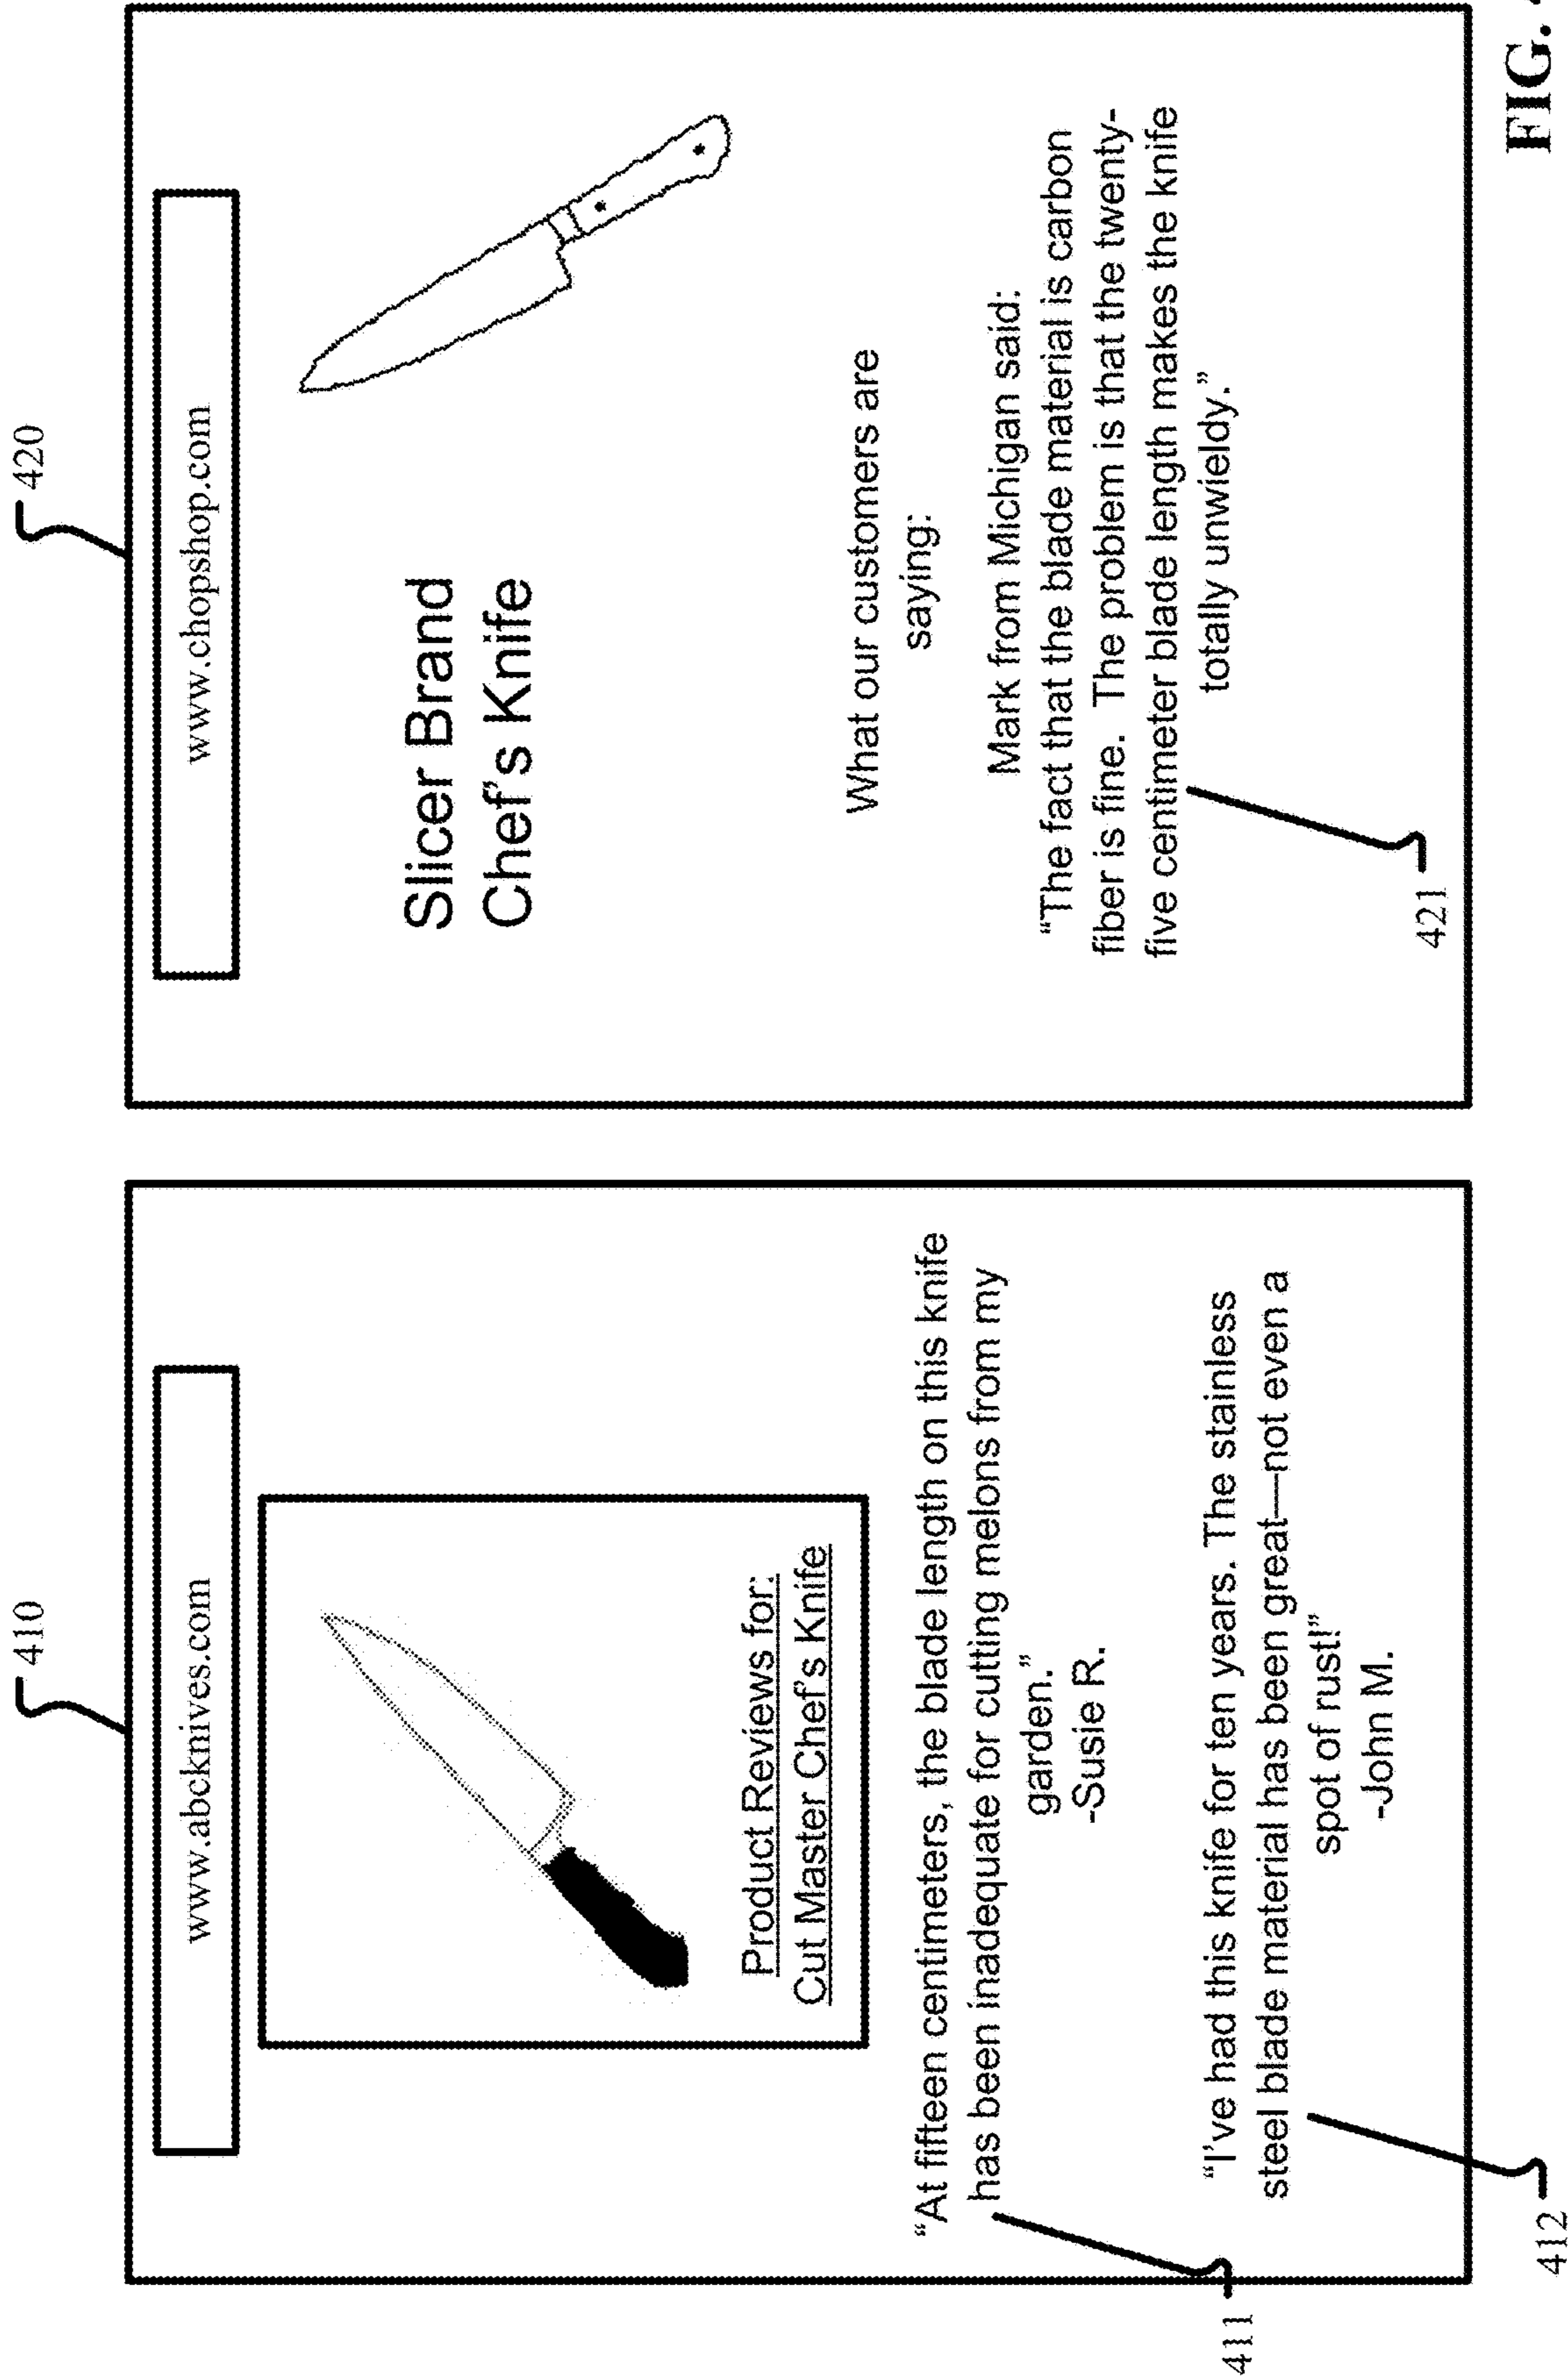 410
www.abcknives.com
Product Reviews for:
Cut Master Chef's Knife
“At fifteen centimeters, the blade length on this knife
has been inadequate for cutting melons from my
garden.”
-Susie R.
411
“I've had this knife for ten years. The stainless
steel blade material has been great—not even a
spot of rust!”
-John M.
412
420
www.chopshop.com
Slicer Brand
Chef's Knife
What our customers are
saying:
Mark from Michigan said:
“The fact that the blade material is carbon
fiber is fine.  The problem is that the twenty-
five centimeter blade length makes the knife
totally unwieldy.”
421
FIG.